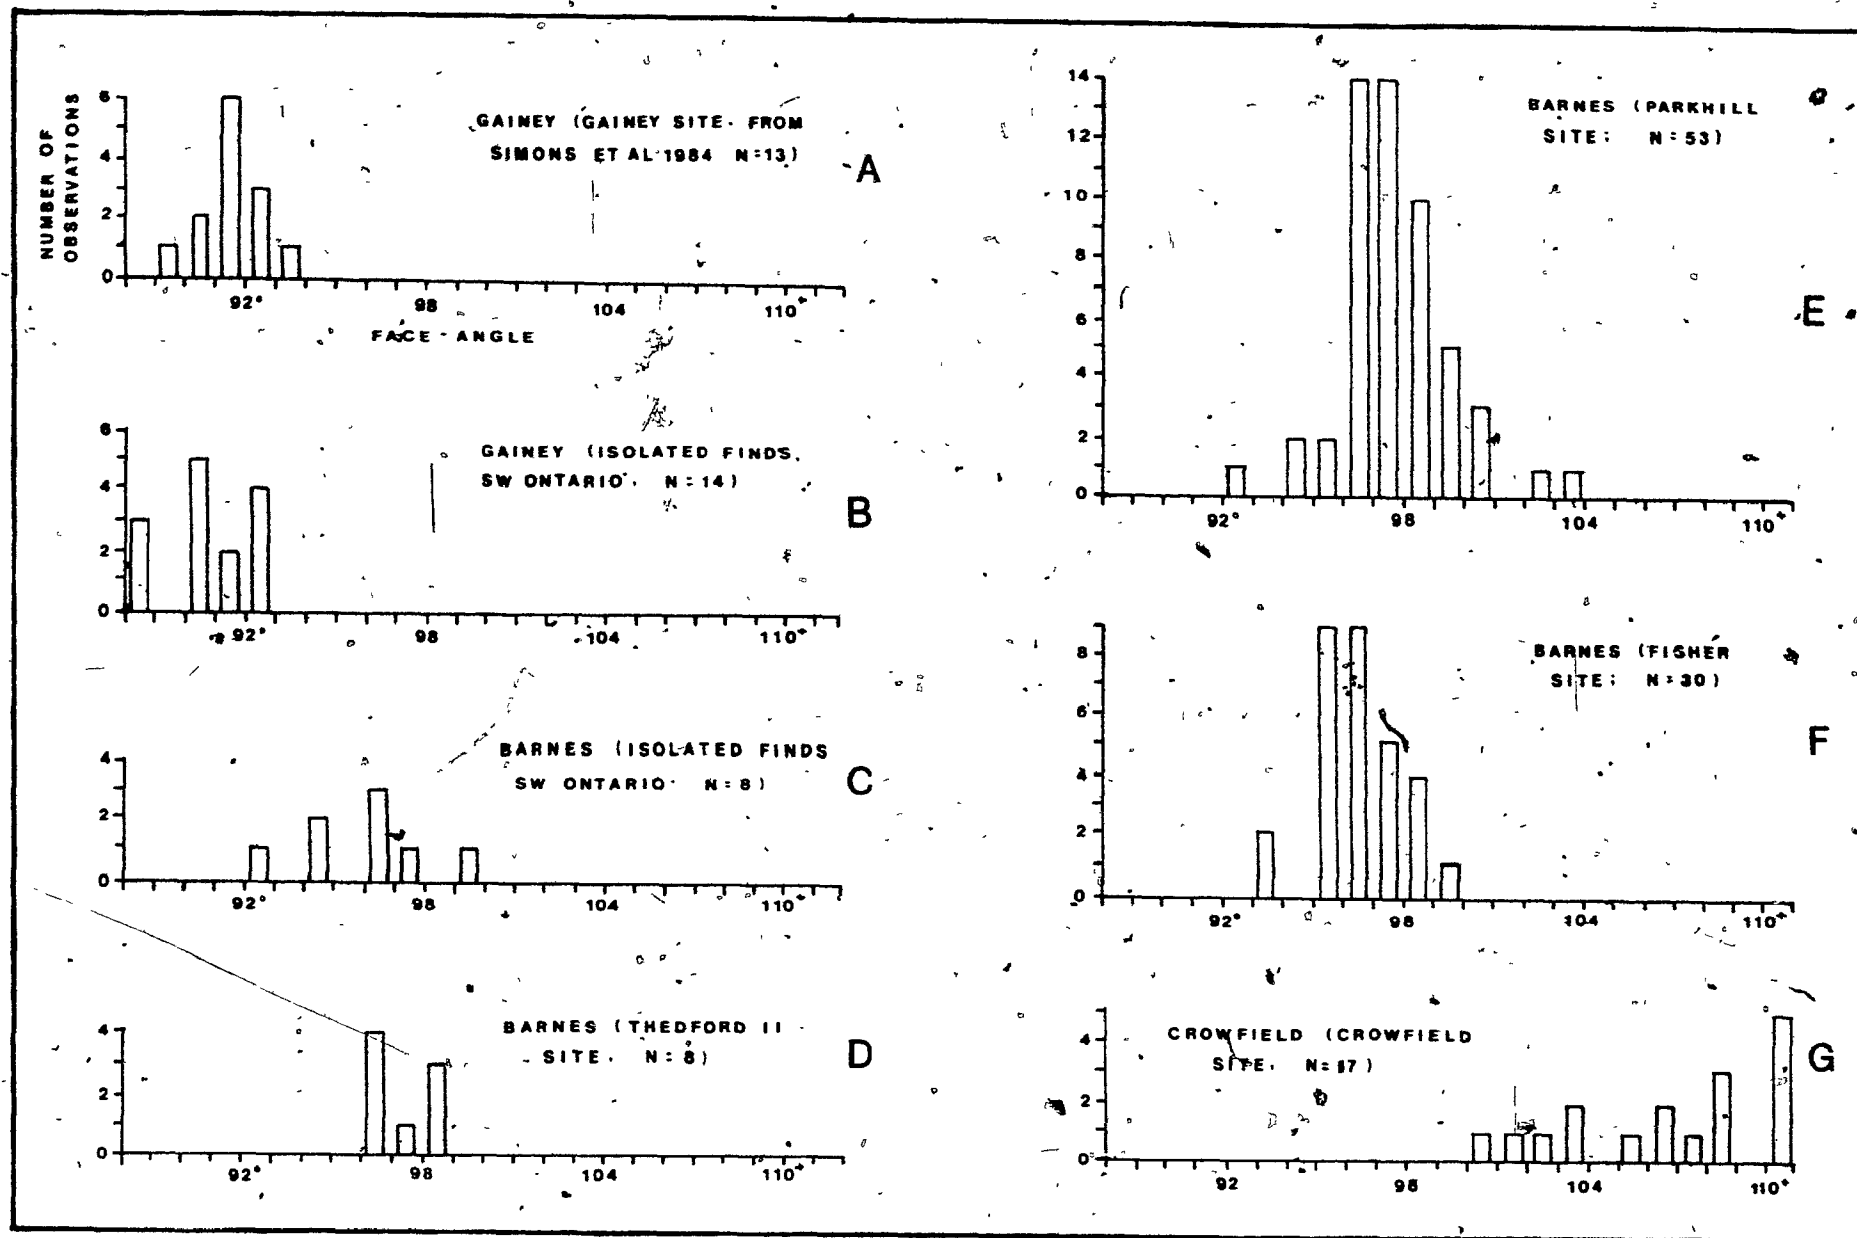 NUMBER OF
OBSERVATIONS
6
4
2
0
92° 98 104 110+
FACE-ANGLE
GAINEY (GAINEY SITE. FROM
SIMONS ET AL 1984 N=13)
A
6
4
2
0
92° 98 104 110+
GAINEY (ISOLATED FINDS,
SW ONTARIO. N=14)
B
4
2
0
92° 98 104 110+
BARNES (ISOLATED FINDS
SW ONTARIO N=8)
C
4
2
0
92° 98 104 110+
BARNES (THEDFORD II
SITE. N=8)
D
14
12
10
8
6
4
2
0
92° 98 104 110+
BARNES (PARKHILL
SITE; N=53)
E
8
6
4
2
0
92° 98 104 110+
BARNES (FISHER
SITE; N=30)
F
4
2
0
92 98 104 110+
CROWFIELD (CROWFIELD
SITE. N=17)
G